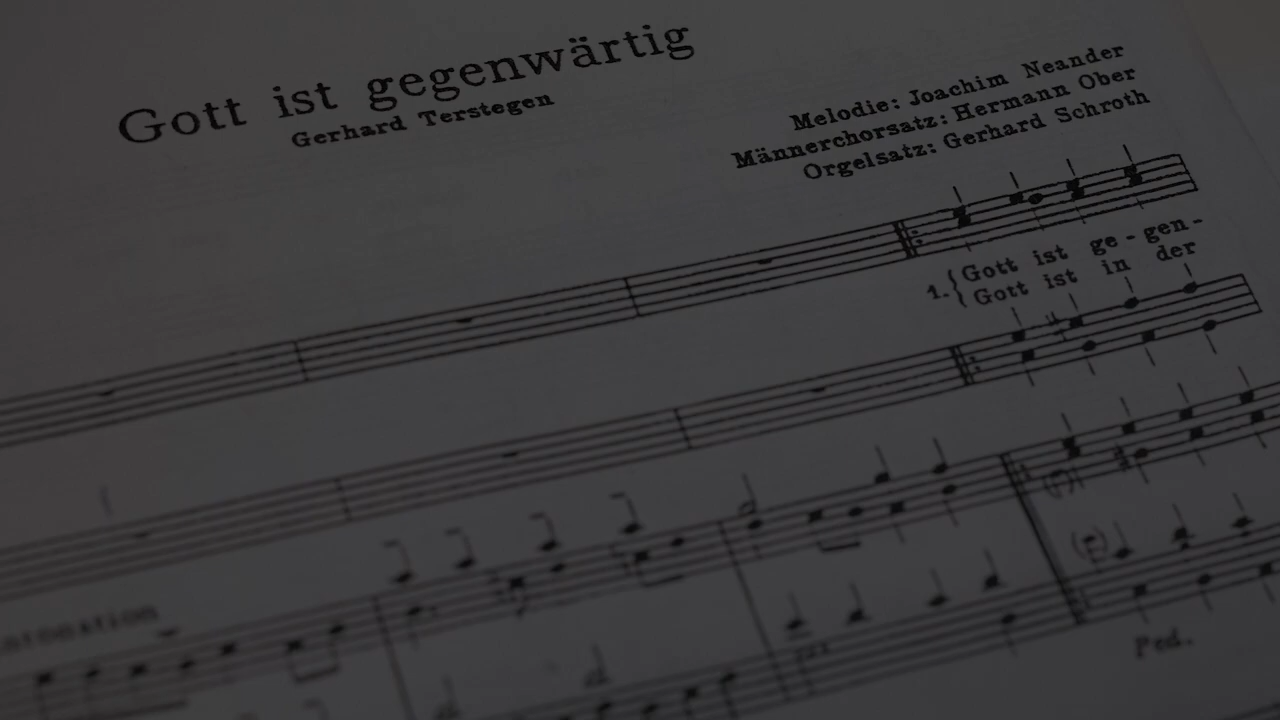 Gott ist gegenwärtig
Gerhard Terstegen
Melodie: Joachim Neander
Männerchorsatz: Hermann Ober
Orgelsatz: Gerhard Schroth
1. { Gott ist ge - gen -
Gott ist in der
Intonation
Ped.